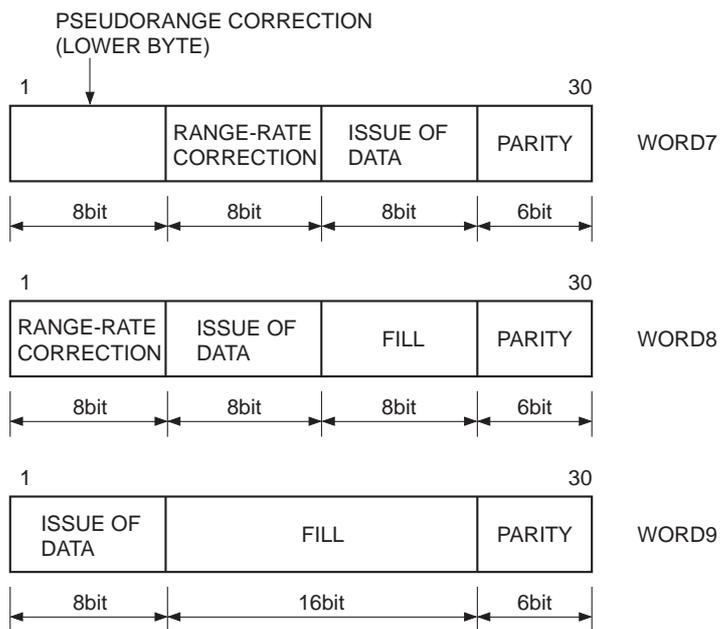 PSEUDORANGE CORRECTION
(LOWER BYTE)
1 30
RANGE-RATE CORRECTION ISSUE OF DATA PARITY WORD7
8bit 8bit 8bit 6bit
1 30
RANGE-RATE CORRECTION ISSUE OF DATA FILL PARITY WORD8
8bit 8bit 8bit 6bit
1 30
ISSUE OF DATA FILL PARITY WORD9
8bit 16bit 6bit